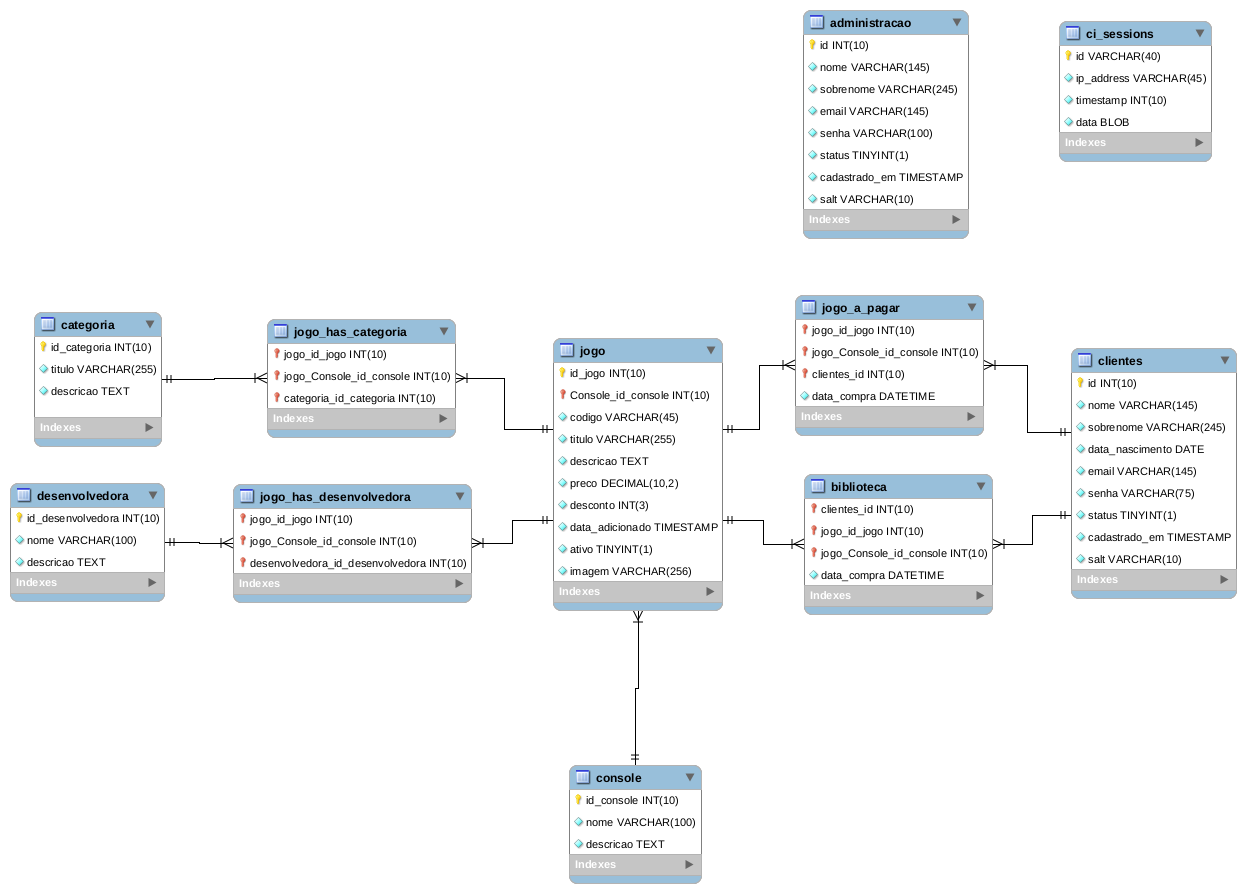 administracao
id INT(10)
nome VARCHAR(145)
sobrenome VARCHAR(245)
email VARCHAR(145)
senha VARCHAR(100)
status TINYINT(1)
cadastrado_em TIMESTAMP
salt VARCHAR(10)
Indexes
ci_sessions
id VARCHAR(40)
ip_address VARCHAR(45)
timestamp INT(10)
data BLOB
Indexes
categoria
id_categoria INT(10)
titulo VARCHAR(255)
descricao TEXT
Indexes
jogo_has_categoria
jogo_id_jogo INT(10)
jogo_Console_id_console INT(10)
categoria_id_categoria INT(10)
Indexes
jogo
id_jogo INT(10)
Console_id_console INT(10)
codigo VARCHAR(45)
titulo VARCHAR(255)
descricao TEXT
preco DECIMAL(10,2)
desconto INT(3)
data_adicionado TIMESTAMP
ativo TINYINT(1)
imagem VARCHAR(256)
Indexes
jogo_a_pagar
jogo_id_jogo INT(10)
jogo_Console_id_console INT(10)
clientes_id INT(10)
data_compra DATETIME
Indexes
clientes
id INT(10)
nome VARCHAR(145)
sobrenome VARCHAR(245)
data_nascimento DATE
email VARCHAR(145)
senha VARCHAR(75)
status TINYINT(1)
cadastrado_em TIMESTAMP
salt VARCHAR(10)
Indexes
desenvolvedora
id_desenvolvedora INT(10)
nome VARCHAR(100)
descricao TEXT
Indexes
jogo_has_desenvolvedora
jogo_id_jogo INT(10)
jogo_Console_id_console INT(10)
desenvolvedora_id_desenvolvedora INT(10)
Indexes
biblioteca
clientes_id INT(10)
jogo_id_jogo INT(10)
jogo_Console_id_console INT(10)
data_compra DATETIME
Indexes
console
id_console INT(10)
nome VARCHAR(100)
descricao TEXT
Indexes